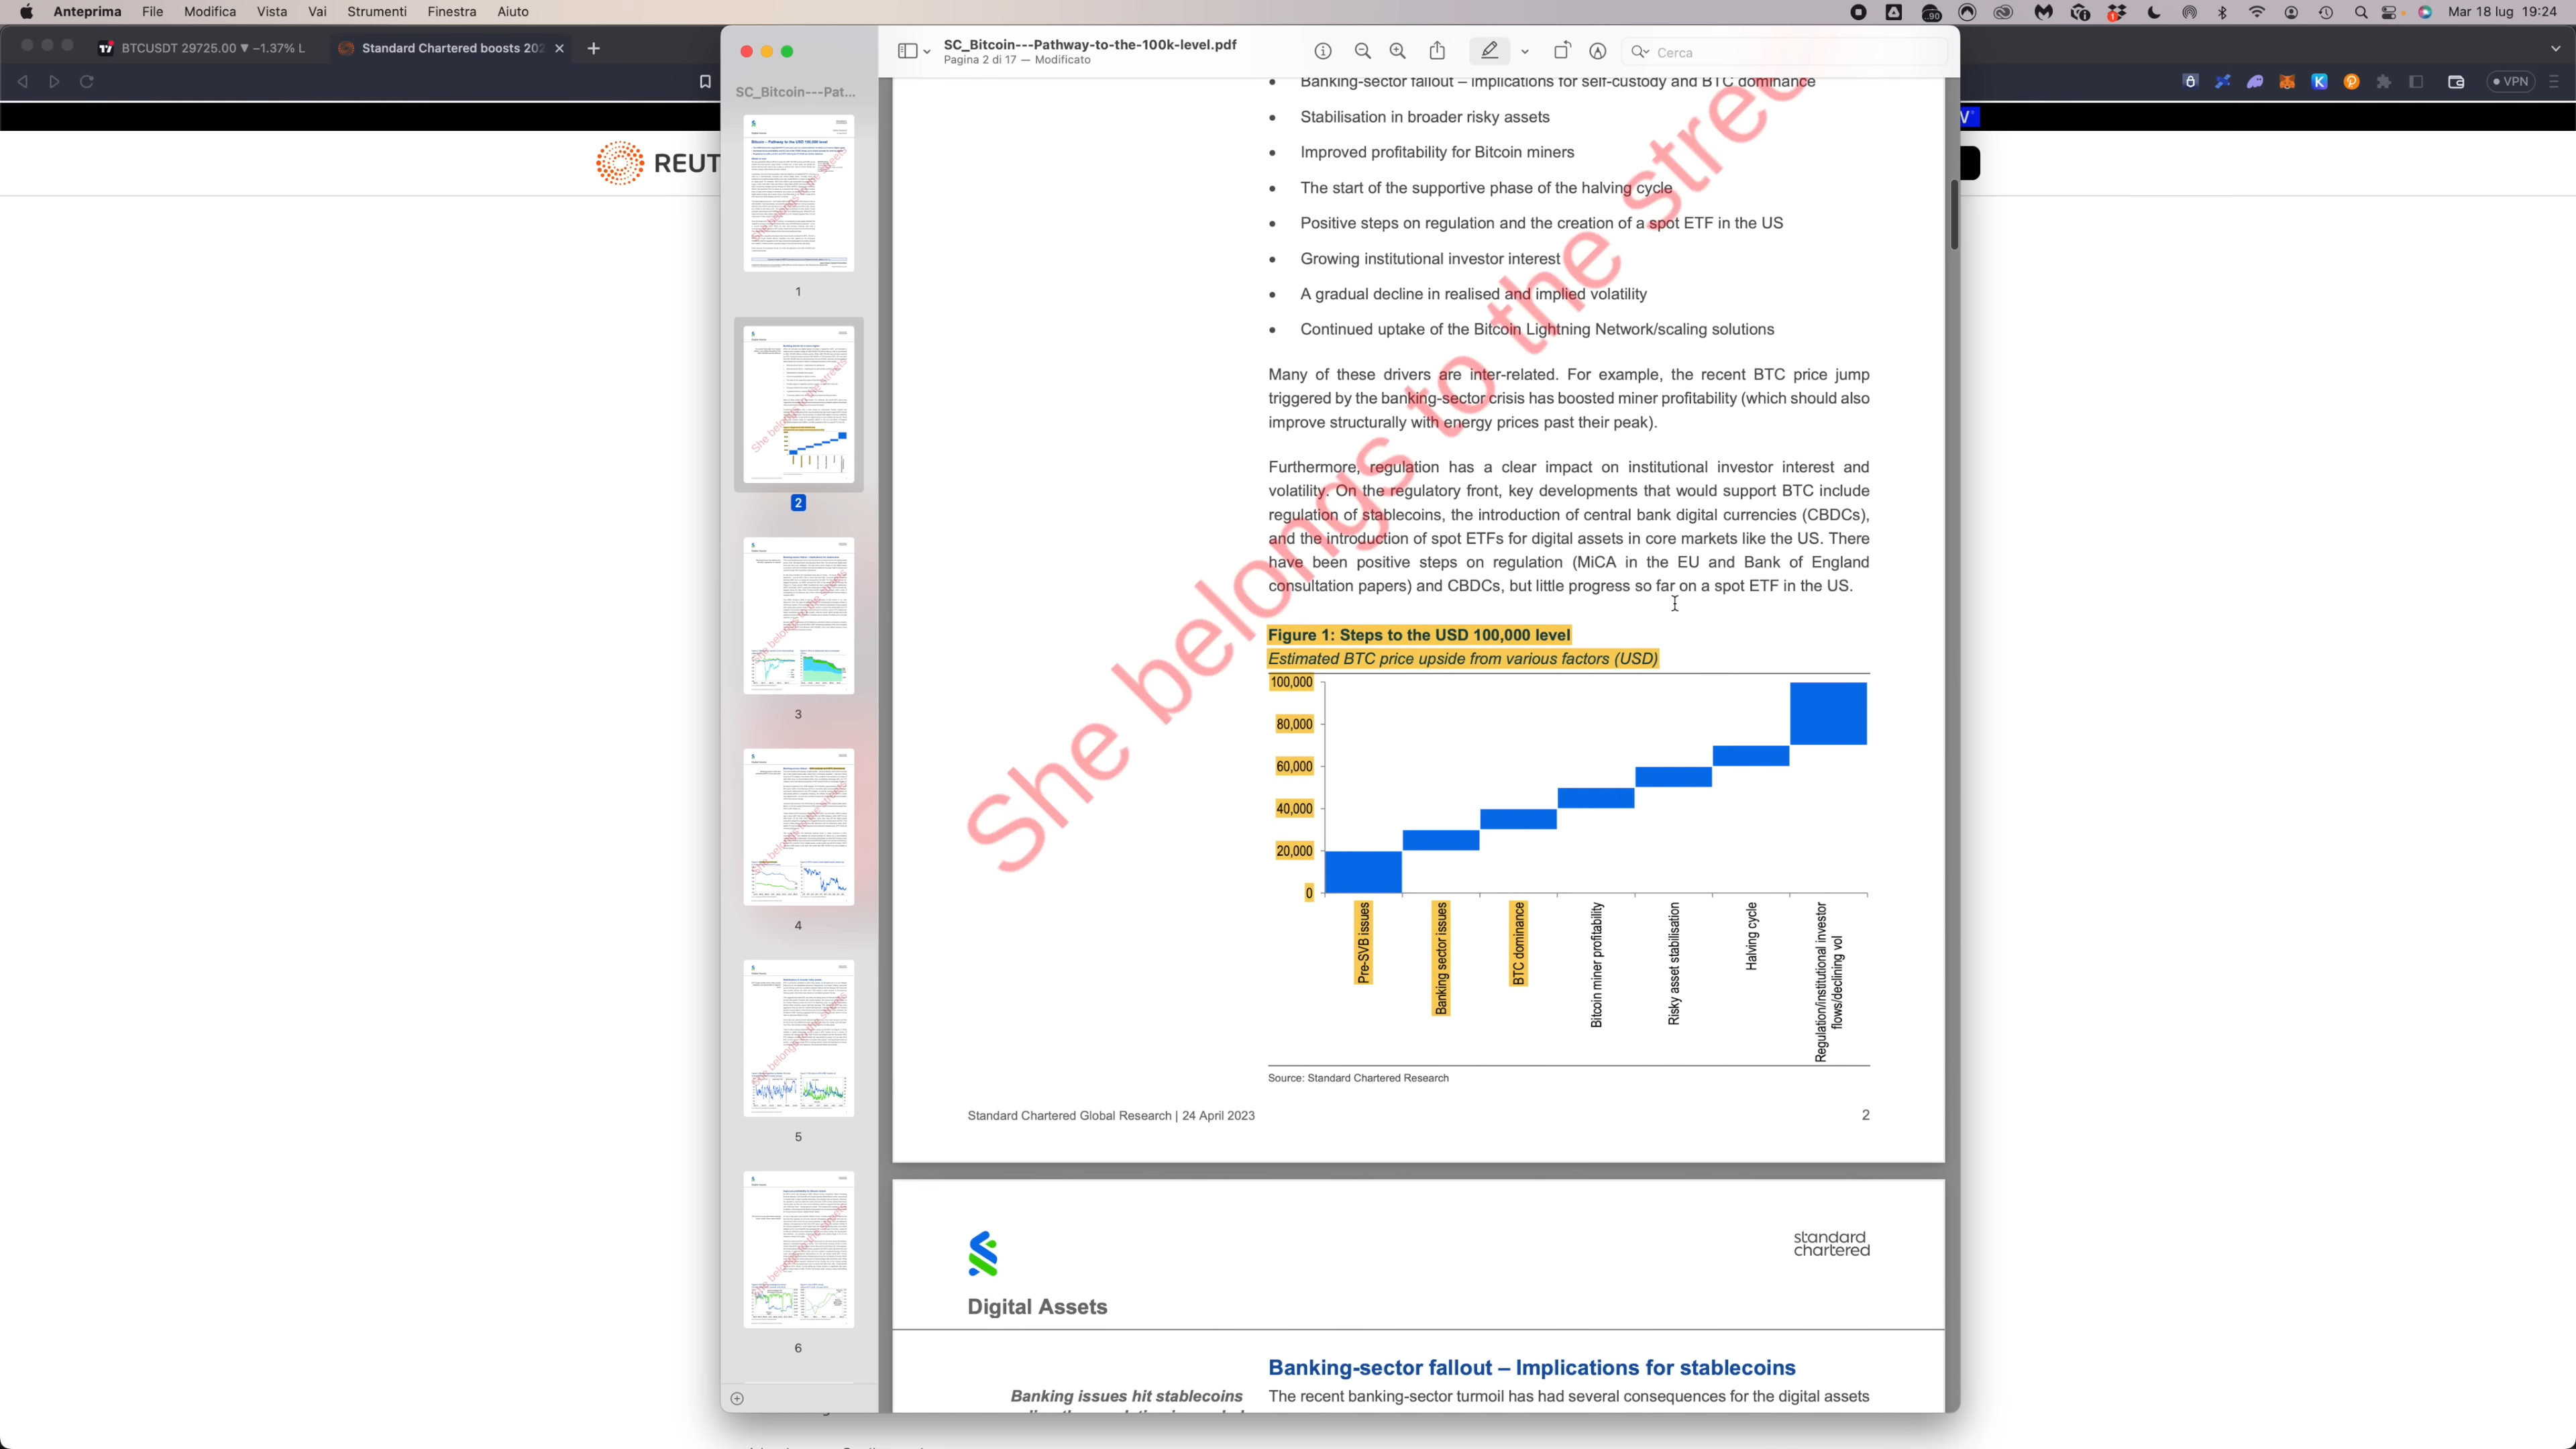 Anteprima File Modifica Vista Vai Strumenti Finestra Aiuto
Mar 18 lug 19:24
BTCUSDT 29725.00 ▼ −1.37% L
Standard Chartered boosts 202
VPN
REUT
SC_Bitcoin---Pathway-to-the-100k-level.pdf
Pagina 2 di 17 — Modificato
Cerca
SC_Bitcoin---Pat...
1
2
3
4
5
6
• Banking-sector fallout – implications for self-custody and BTC dominance
• Stabilisation in broader risky assets
• Improved profitability for Bitcoin miners
• The start of the supportive phase of the halving cycle
• Positive steps on regulation and the creation of a spot ETF in the US
• Growing institutional investor interest
• A gradual decline in realised and implied volatility
• Continued uptake of the Bitcoin Lightning Network/scaling solutions
Many of these drivers are inter-related. For example, the recent BTC price jump
triggered by the banking-sector crisis has boosted miner profitability (which should also
improve structurally with energy prices past their peak).
Furthermore, regulation has a clear impact on institutional investor interest and
volatility. On the regulatory front, key developments that would support BTC include
regulation of stablecoins, the introduction of central bank digital currencies (CBDCs),
and the introduction of spot ETFs for digital assets in core markets like the US. There
have been positive steps on regulation (MiCA in the EU and Bank of England
consultation papers) and CBDCs, but little progress so far on a spot ETF in the US.
She belongs to the
Figure 1: Steps to the USD 100,000 level
Estimated BTC price upside from various factors (USD)
100,000
80,000
60,000
40,000
20,000
0
Pre-SVB issues
Banking sector issues
BTC dominance
Bitcoin miner profitability
Risky asset stabilisation
Halving cycle
Regulation/institutional investor
flows/declining vol
Source: Standard Chartered Research
Standard Chartered Global Research | 24 April 2023
2
standard
chartered
Digital Assets
Banking-sector fallout – Implications for stablecoins
Banking issues hit stablecoins
The recent banking-sector turmoil has had several consequences for the digital assets